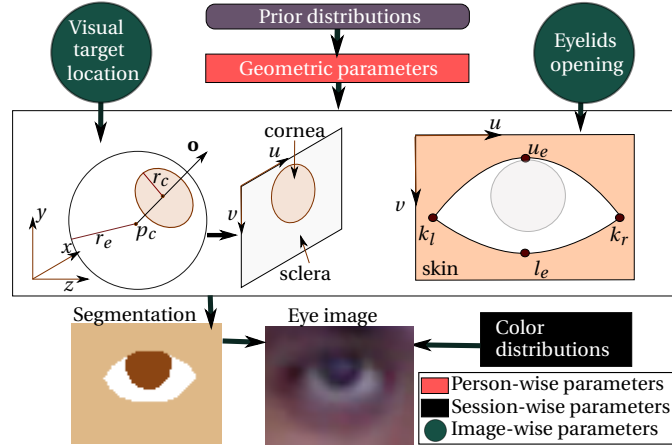 Visual
target
location
Prior distributions
Geometric parameters
Eyelids
opening
o
r_c
r_e
p_c
y
x
z
cornea
u
v
sclera
u
v
u_e
k_l
k_r
l_e
skin
Segmentation
Eye image
Color
distributions
Person-wise parameters
Session-wise parameters
Image-wise parameters